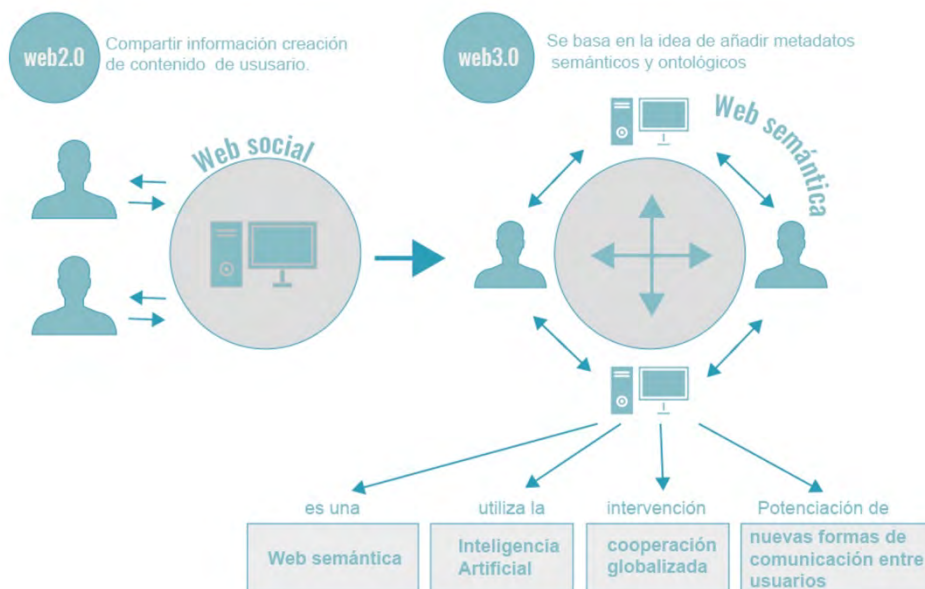 web2.0
Compartir información creación
de contenido de ususario.
Web social
web3.0
Se basa en la idea de añadir metadatos
semánticos y ontológicos
Web semántica
es una
Web semántica
utiliza la
Inteligencia
Artificial
intervención
cooperación
globalizada
Potenciación de
nuevas formas de
comunicación entre
usuarios